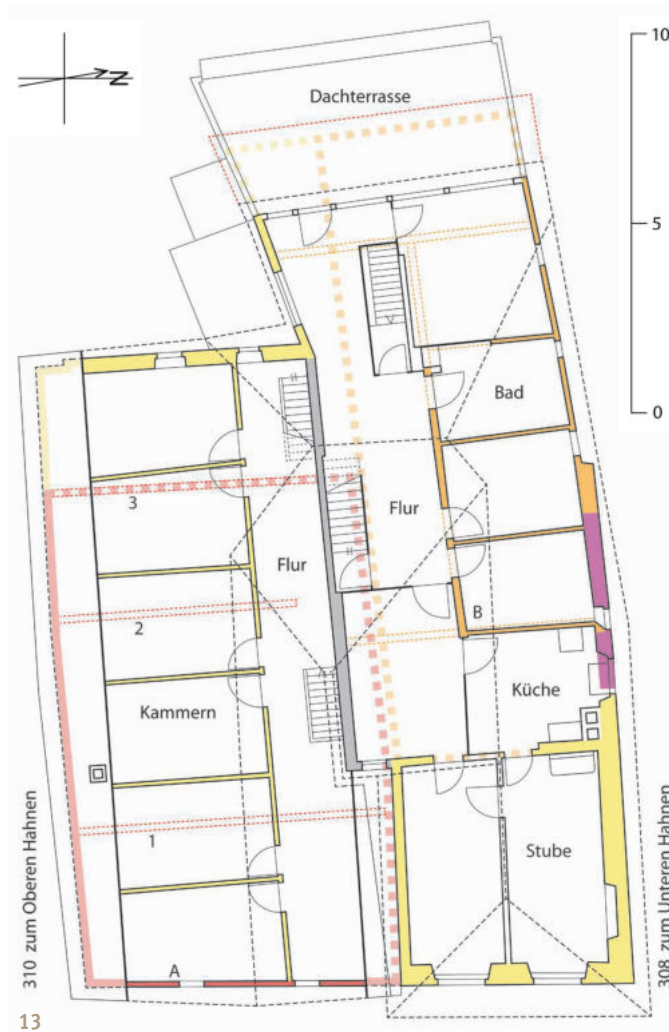 N
10
Dachterrasse
5
Bad
0
3
Flur
Flur
2
B
Kammern
Küche
1
Stube
A
310 zum Oberen Hahnen
308 zum Unteren Hahnen
13